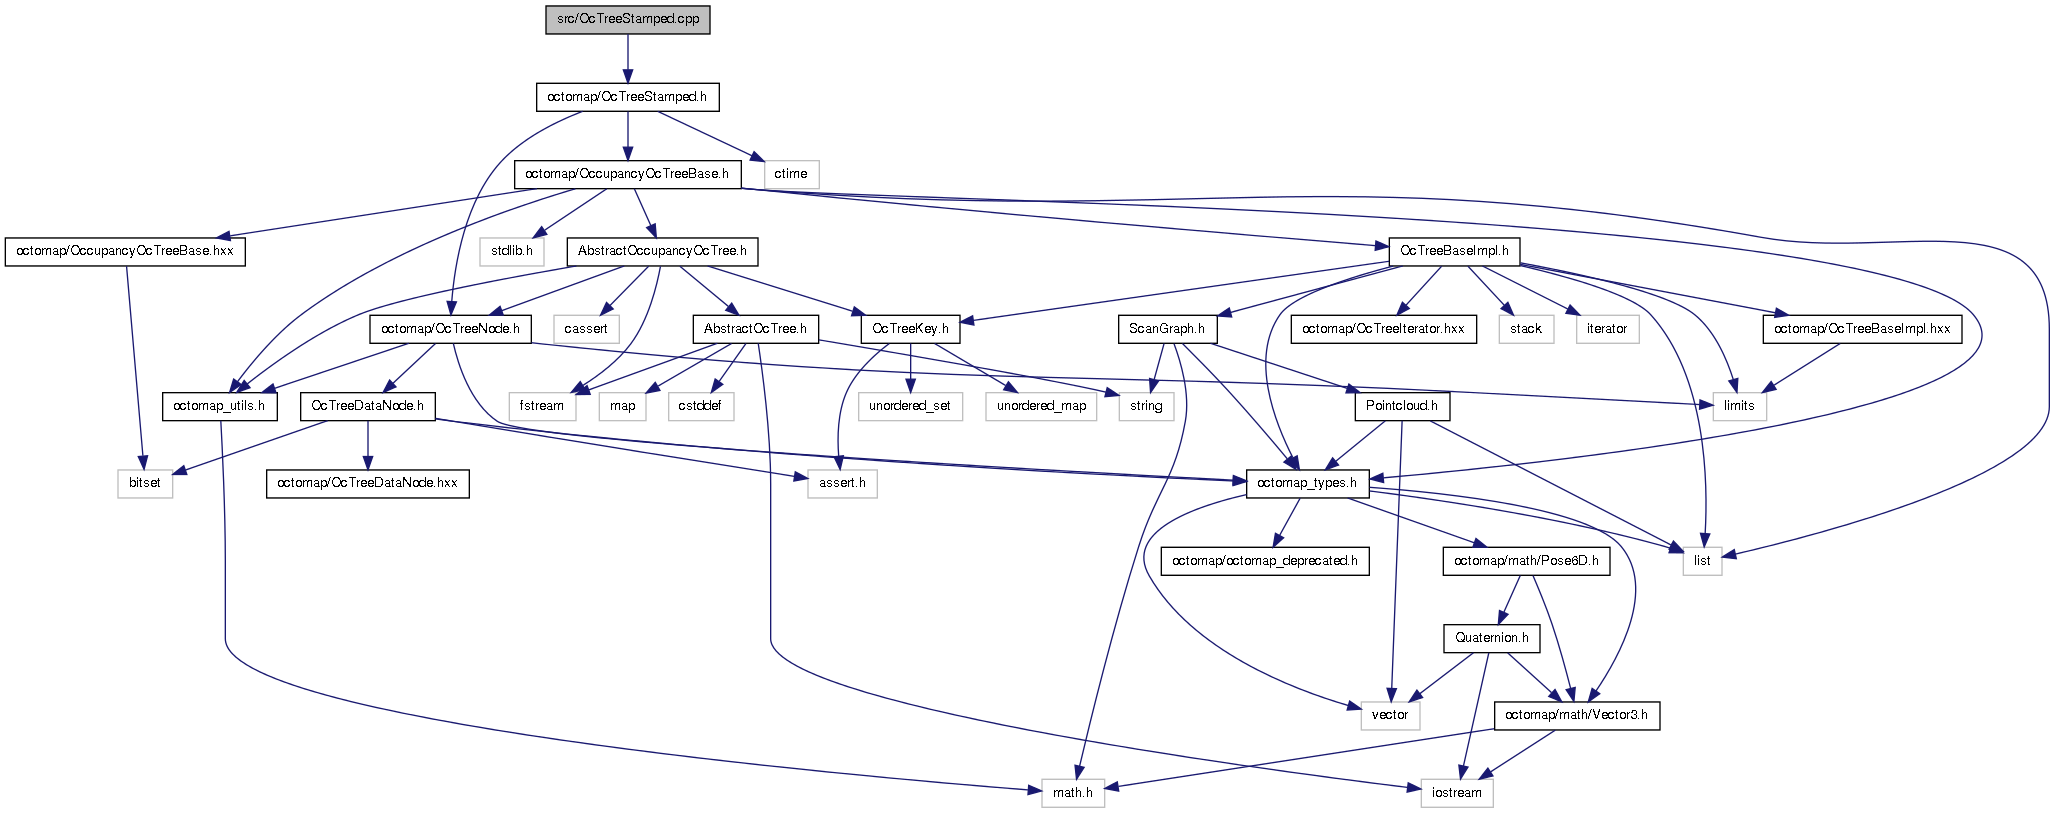 src/OcTreeStamped.cpp
octomap/OcTreeStamped.h
octomap/OccupancyOcTreeBase.h
ctime
octomap/OccupancyOcTreeBase.hxx
stdlib.h
AbstractOccupancyOcTree.h
OcTreeBaseImpl.h
octomap/OcTreeNode.h
cassert
AbstractOcTree.h
OcTreeKey.h
ScanGraph.h
octomap/OcTreeIterator.hxx
stack
iterator
octomap/OcTreeBaseImpl.hxx
octomap_utils.h
OcTreeDataNode.h
fstream
map
cstddef
unordered_set
unordered_map
string
Pointcloud.h
limits
bitset
octomap/OcTreeDataNode.hxx
assert.h
octomap_types.h
octomap/octomap_deprecated.h
octomap/math/Pose6D.h
list
Quaternion.h
vector
octomap/math/Vector3.h
math.h
iostream